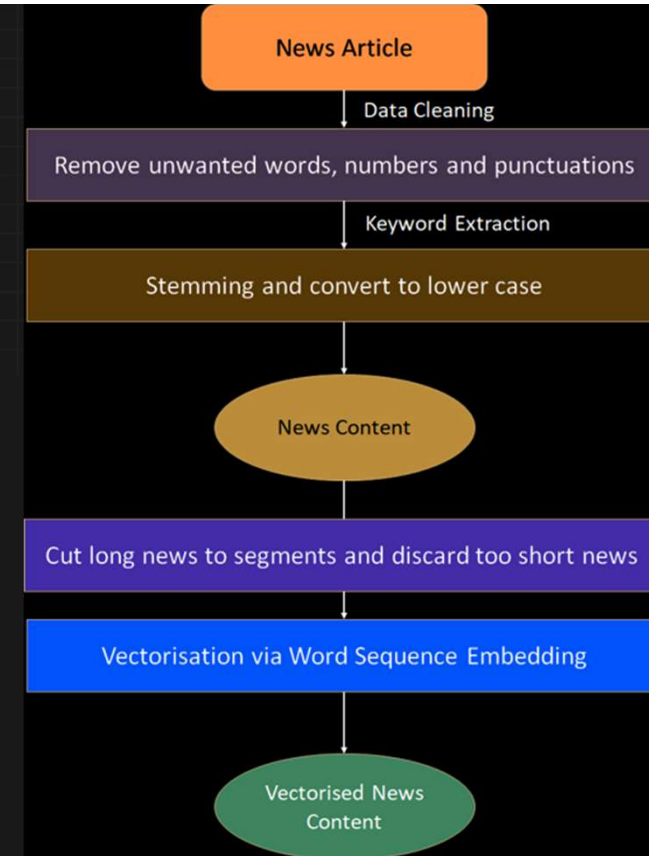 News Article
Data Cleaning
Remove unwanted words, numbers and punctuations
Keyword Extraction
Stemming and convert to lower case
News Content
Cut long news to segments and discard too short news
Vectorisation via Word Sequence Embedding
Vectorised News
Content